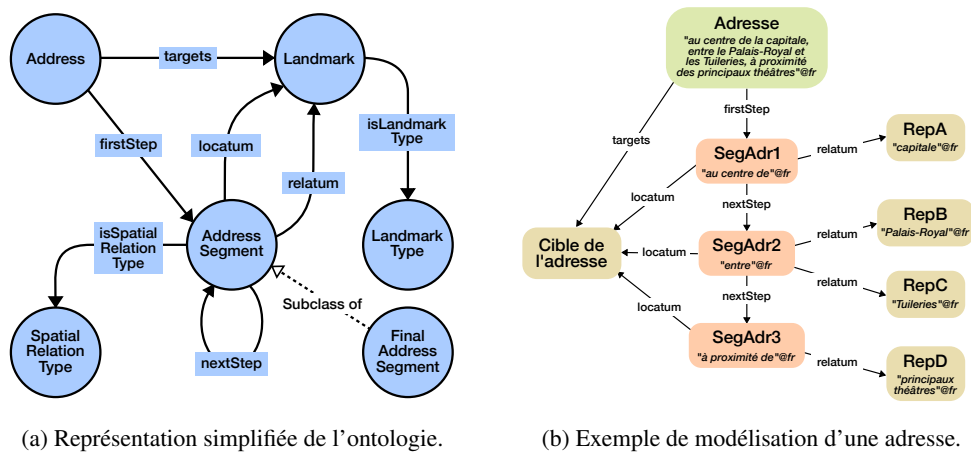 Address
targets
Landmark
firstStep
locatum
relatum
isLandmark
Type
isSpatial
Relation
Type
Address
Segment
Landmark
Type
Subclass of
Spatial
Relation
Type
nextStep
Final
Address
Segment
(a) Représentation simplifiée de l'ontologie.
Adresse
"au centre de la capitale,
entre le Palais-Royal et
les Tuileries, à proximité
des principaux théâtres"@fr
firstStep
targets
SegAdr1
"au centre de"@fr
relatum
RepA
"capitale"@fr
locatum
nextStep
Cible de
l'adresse
locatum
SegAdr2
"entre"@fr
relatum
RepB
"Palais-Royal"@fr
relatum
RepC
"Tuileries"@fr
nextStep
locatum
SegAdr3
"à proximité de"@fr
relatum
RepD
"principaux
théâtres"@fr
(b) Exemple de modélisation d'une adresse.